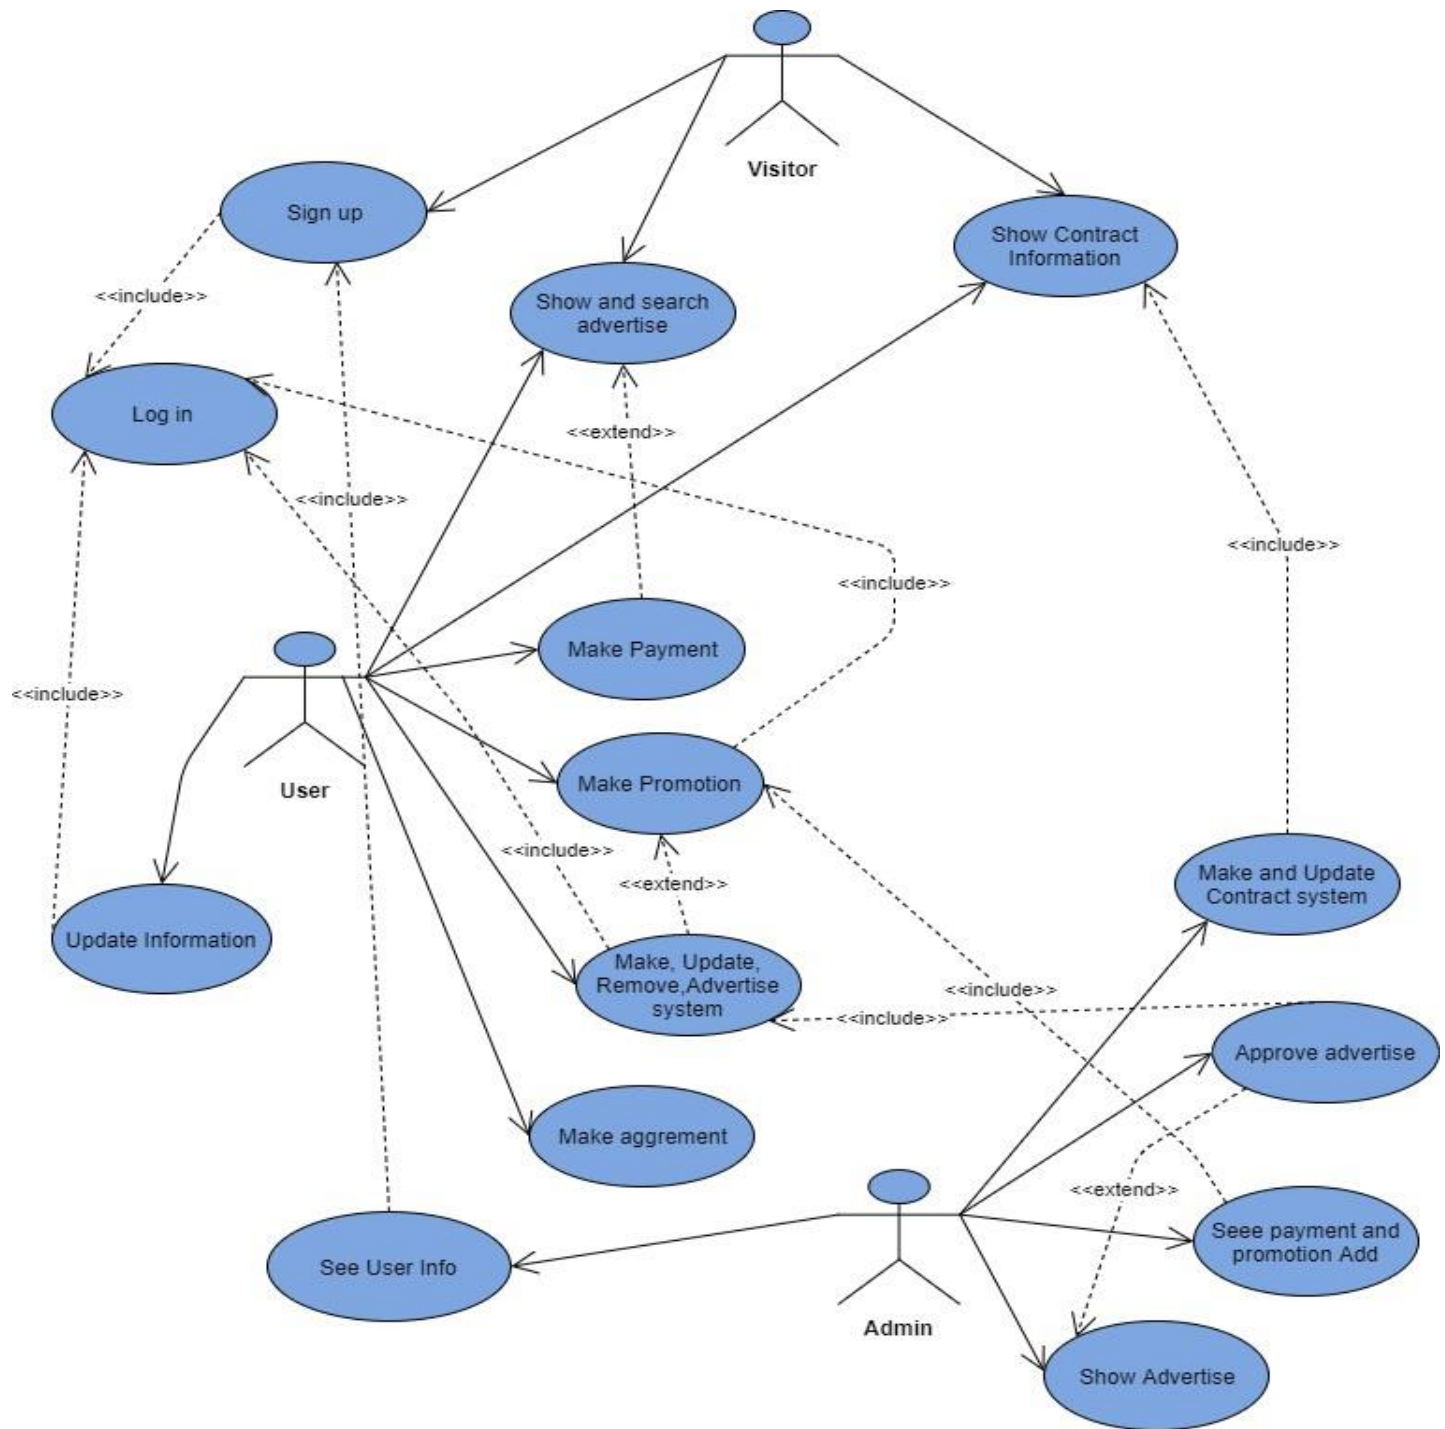 Visitor
Sign up
Show Contract
Information
<<include>>
Show and search
advertise
Log in
<<extend>>
<<include>>
<<include>>
<<include>>
Make Payment
<<include>>
User
Make Promotion
<<include>>
<<extend>>
Make and Update
Contract system
Update Information
Make, Update,
Remove,Advertise
system
<<include>>
<<include>>
Approve advertise
Make aggrement
<<extend>>
Seee payment and
promotion Add
See User Info
Admin
Show Advertise